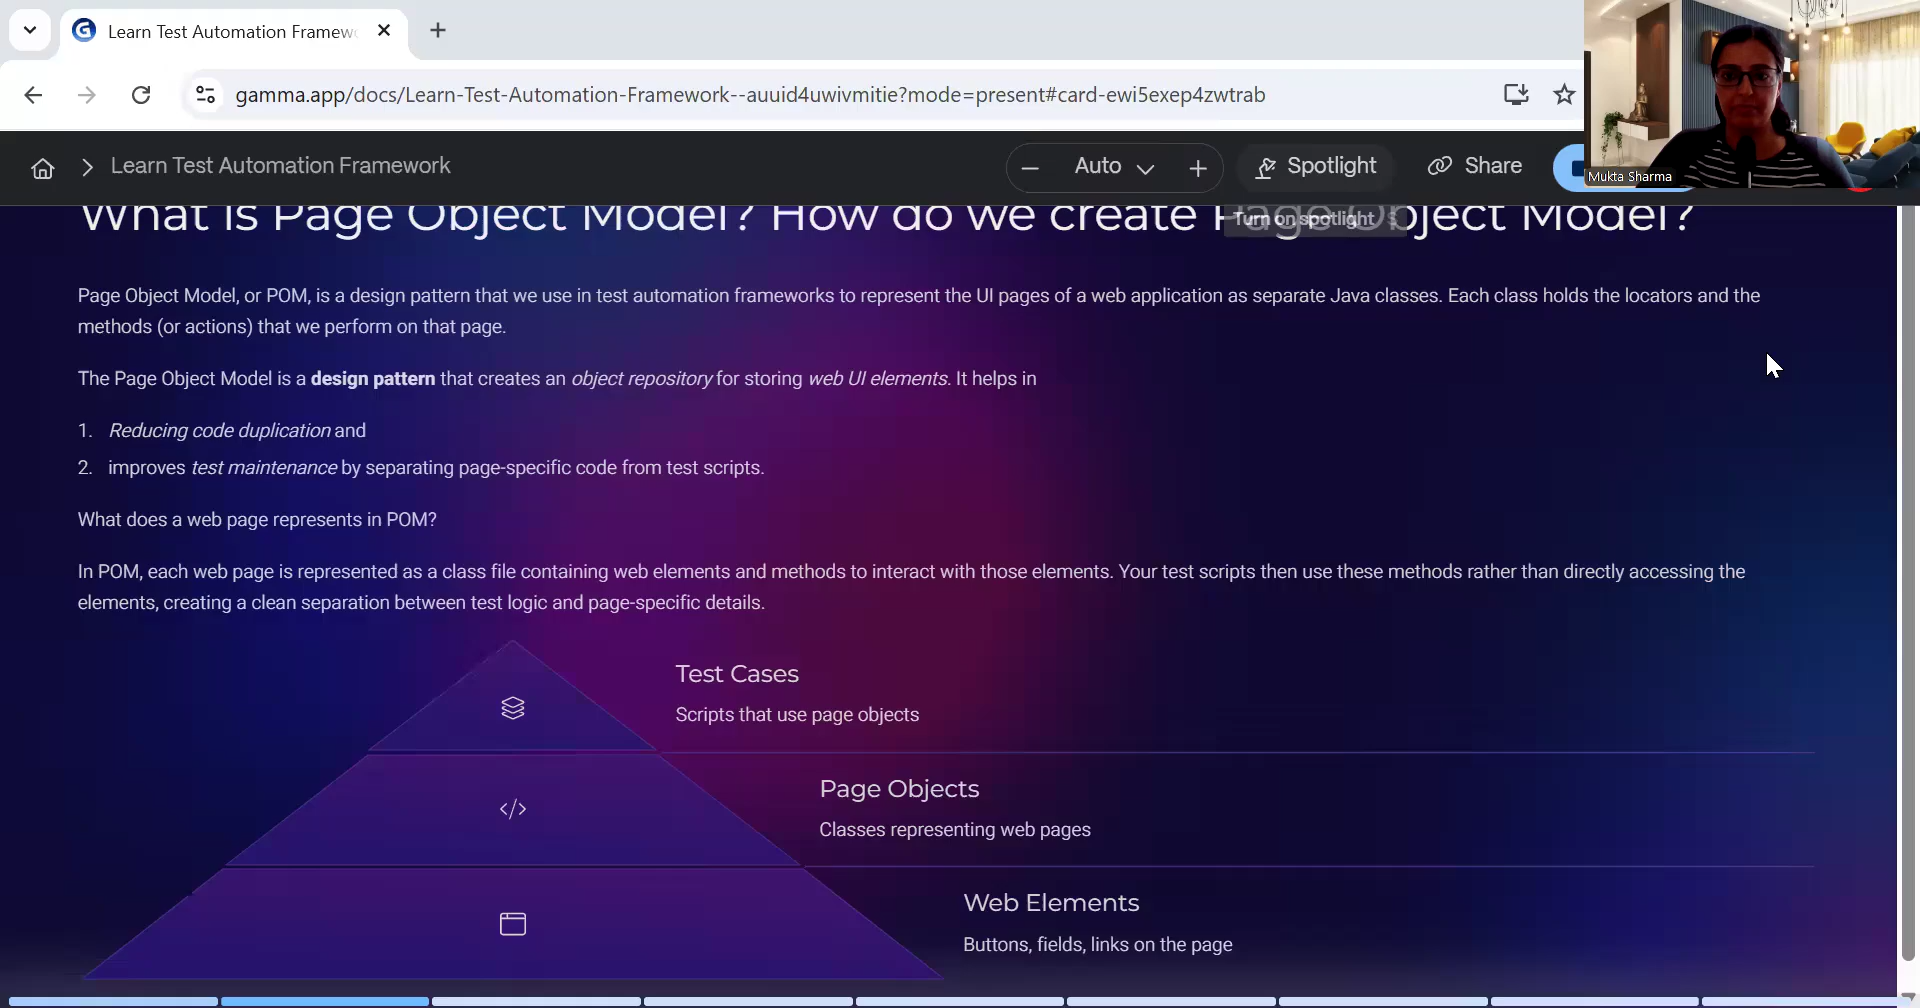 Learn Test Automation Framew
gamma.app/docs/Learn-Test-Automation-Framework--auuid4uwivmitie?mode=present#card-ewi5exep4zwtrab
Learn Test Automation Framework
Auto
Spotlight
Share
Mukta Sharma
What is Page Object Model? How do we create Page Object Model?
Turn on spotlight S
Page Object Model, or POM, is a design pattern that we use in test automation frameworks to represent the UI pages of a web application as separate Java classes. Each class holds the locators and the
methods (or actions) that we perform on that page.
The Page Object Model is a design pattern that creates an object repository for storing web UI elements. It helps in
1. Reducing code duplication and
2. improves test maintenance by separating page-specific code from test scripts.
What does a web page represents in POM?
In POM, each web page is represented as a class file containing web elements and methods to interact with those elements. Your test scripts then use these methods rather than directly accessing the
elements, creating a clean separation between test logic and page-specific details.
Test Cases
Scripts that use page objects
Page Objects
Classes representing web pages
Web Elements
Buttons, fields, links on the page